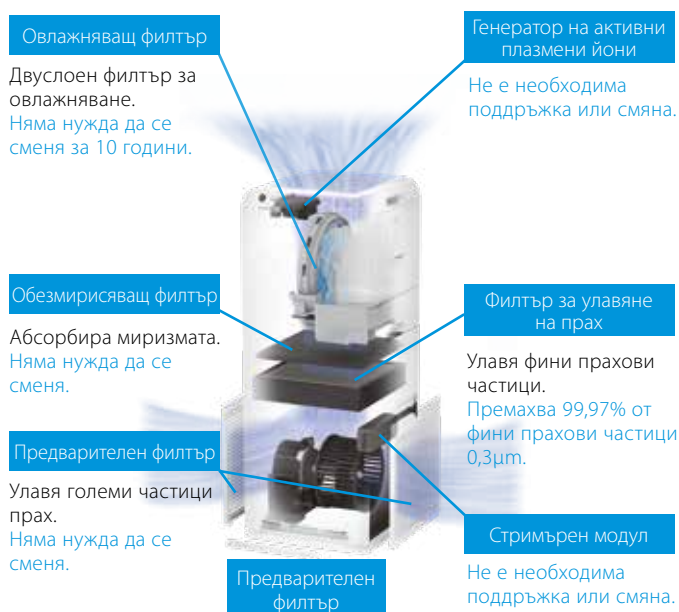 Овлажняващ филтър
Двуслоен филтър за
овлажняване.
Няма нужда да се
сменя за 10 години.
Генератор на активни
плазмени йони
Не е необходима
поддръжка или смяна.
Обезмирисяващ филтър
Абсорбира миризмата.
Няма нужда да се
сменя.
Филтър за улавяне
на прах
Улавя фини прахови
частици.
Премахва 99,97% от
фини прахови частици
0,3μm.
Предварителен филтър
Улавя големи частици
прах.
Няма нужда да се
сменя.
Предварителен
филтър
Стримърен модул
Не е необходима
поддръжка или смяна.